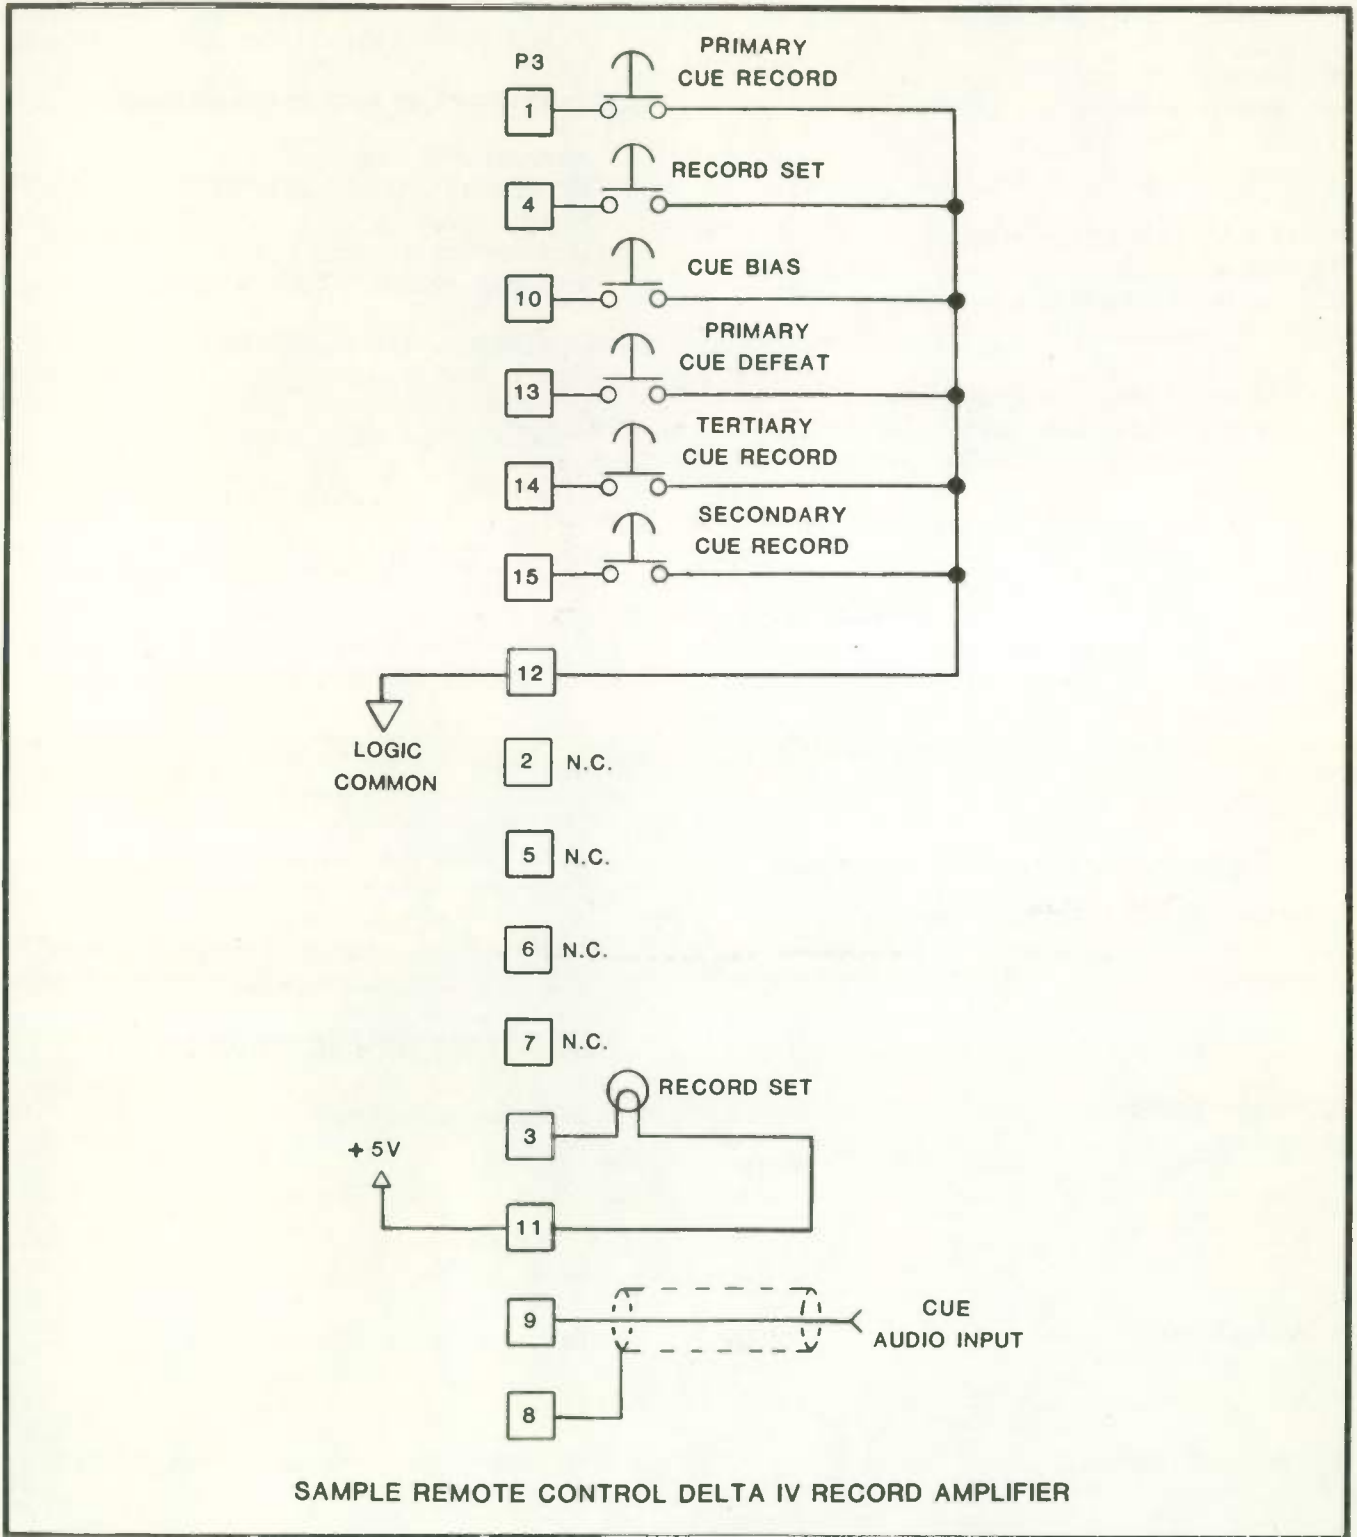 P3
PRIMARY
CUE RECORD
1
RECORD SET
4
CUE BIAS
10
PRIMARY
CUE DEFEAT
13
TERTIARY
CUE RECORD
14
SECONDARY
CUE RECORD
15
12
LOGIC
COMMON
2 N.C.
5 N.C.
6 N.C.
7 N.C.
RECORD SET
3
+5V
11
9
CUE
AUDIO INPUT
8
SAMPLE REMOTE CONTROL DELTA IV RECORD AMPLIFIER